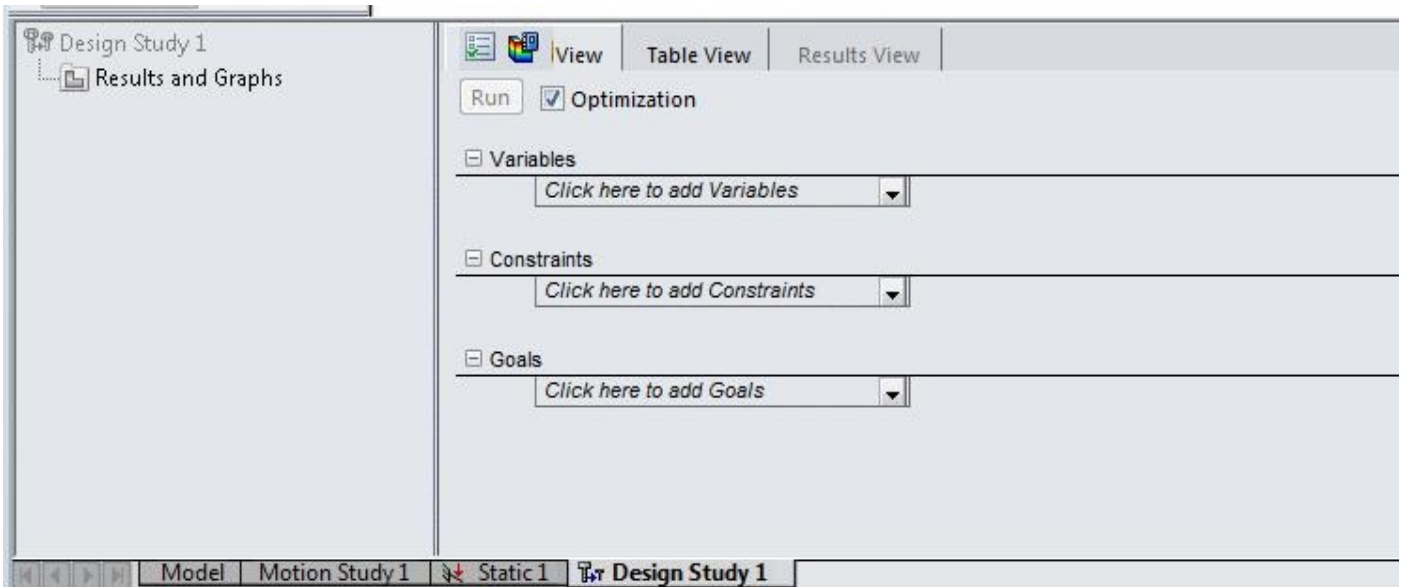 Design Study 1
Results and Graphs
View Table View Results View
Run Optimization
Variables
Click here to add Variables
Constraints
Click here to add Constraints
Goals
Click here to add Goals
Model Motion Study 1 Static 1 Design Study 1